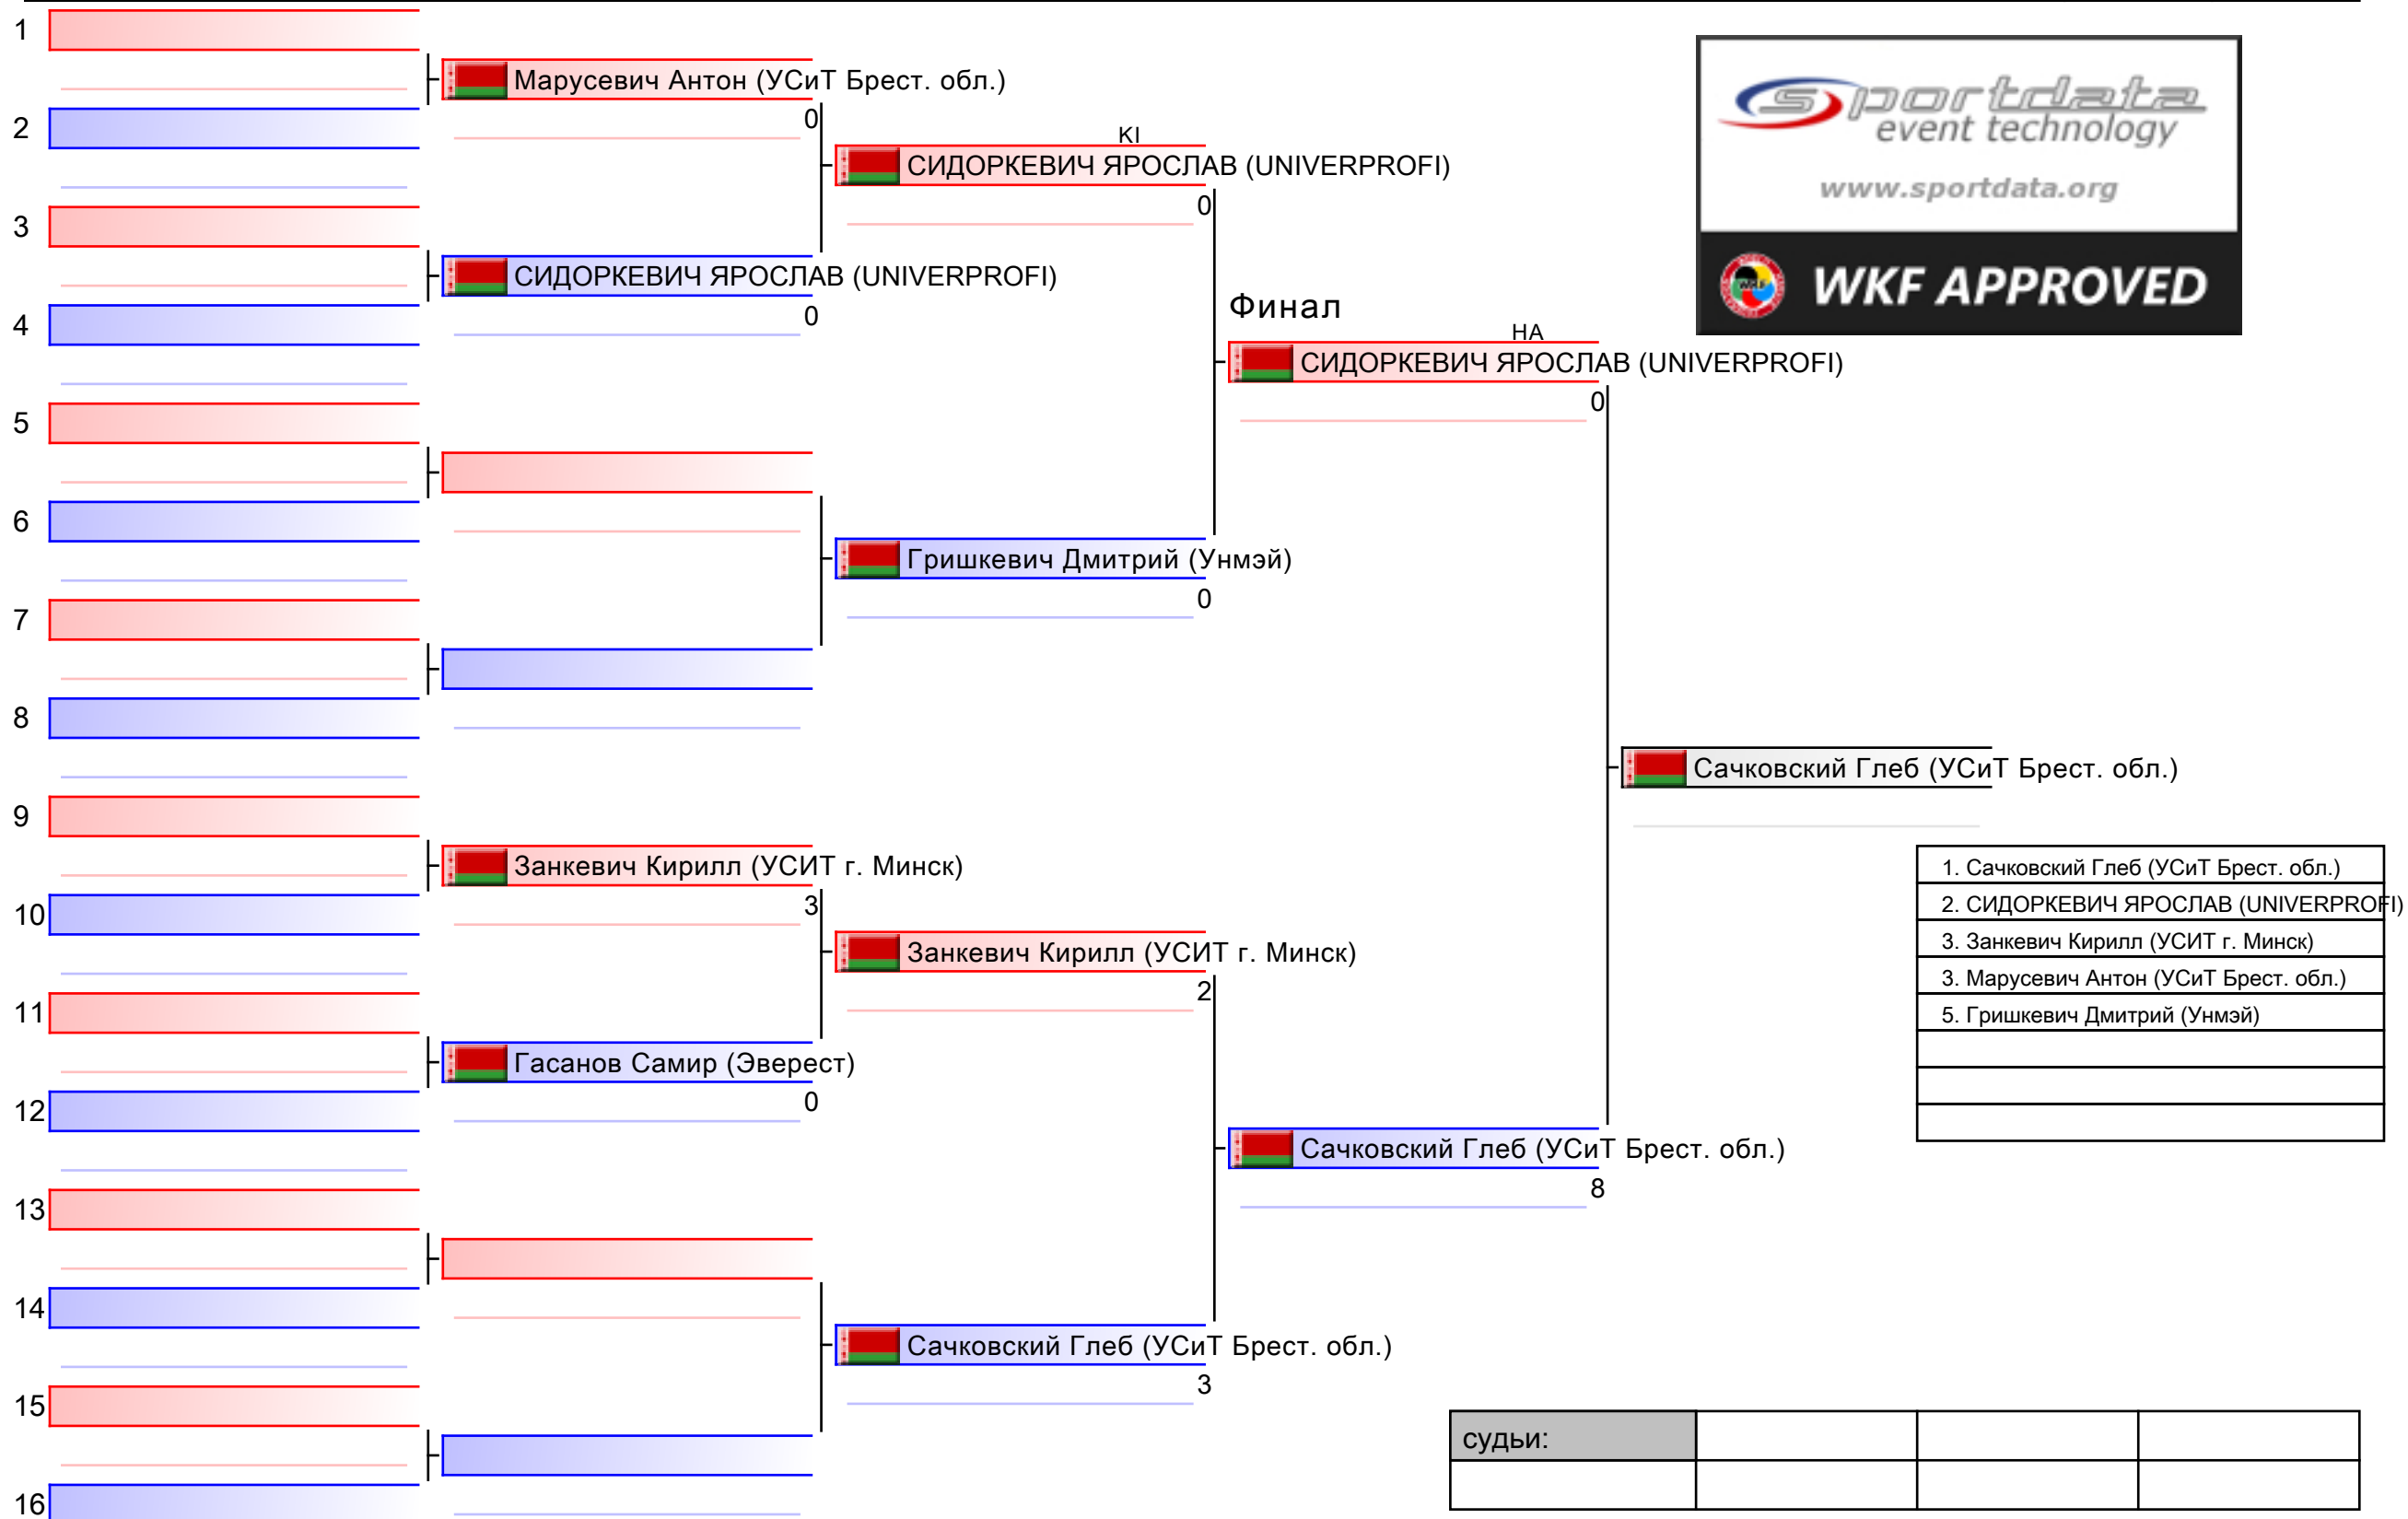 1
Марусевич Антон (УСиТ Брест. обл.)
0
2
KI
СИДОРКЕВИЧ ЯРОСЛАВ (UNIVERPROFI)
0
3
СИДОРКЕВИЧ ЯРОСЛАВ (UNIVERPROFI)
0
4
sportdata
event technology
www.sportdata.org
WKF APPROVED
Финал
HA
СИДОРКЕВИЧ ЯРОСЛАВ (UNIVERPROFI)
0
5
6
Гришкевич Дмитрий (Унмэй)
0
7
8
Сачковский Глеб (УСиТ Брест. обл.)
9
Занкевич Кирилл (УСИТ г. Минск)
3
10
Занкевич Кирилл (УСИТ г. Минск)
2
11
Гасанов Самир (Эверест)
0
12
1. Сачковский Глеб (УСиТ Брест. обл.)
2. СИДОРКЕВИЧ ЯРОСЛАВ (UNIVERPROFI)
3. Занкевич Кирилл (УСИТ г. Минск)
3. Марусевич Антон (УСиТ Брест. обл.)
5. Гришкевич Дмитрий (Унмэй)
Сачковский Глеб (УСиТ Брест. обл.)
8
13
14
Сачковский Глеб (УСиТ Брест. обл.)
3
15
16
судьи: